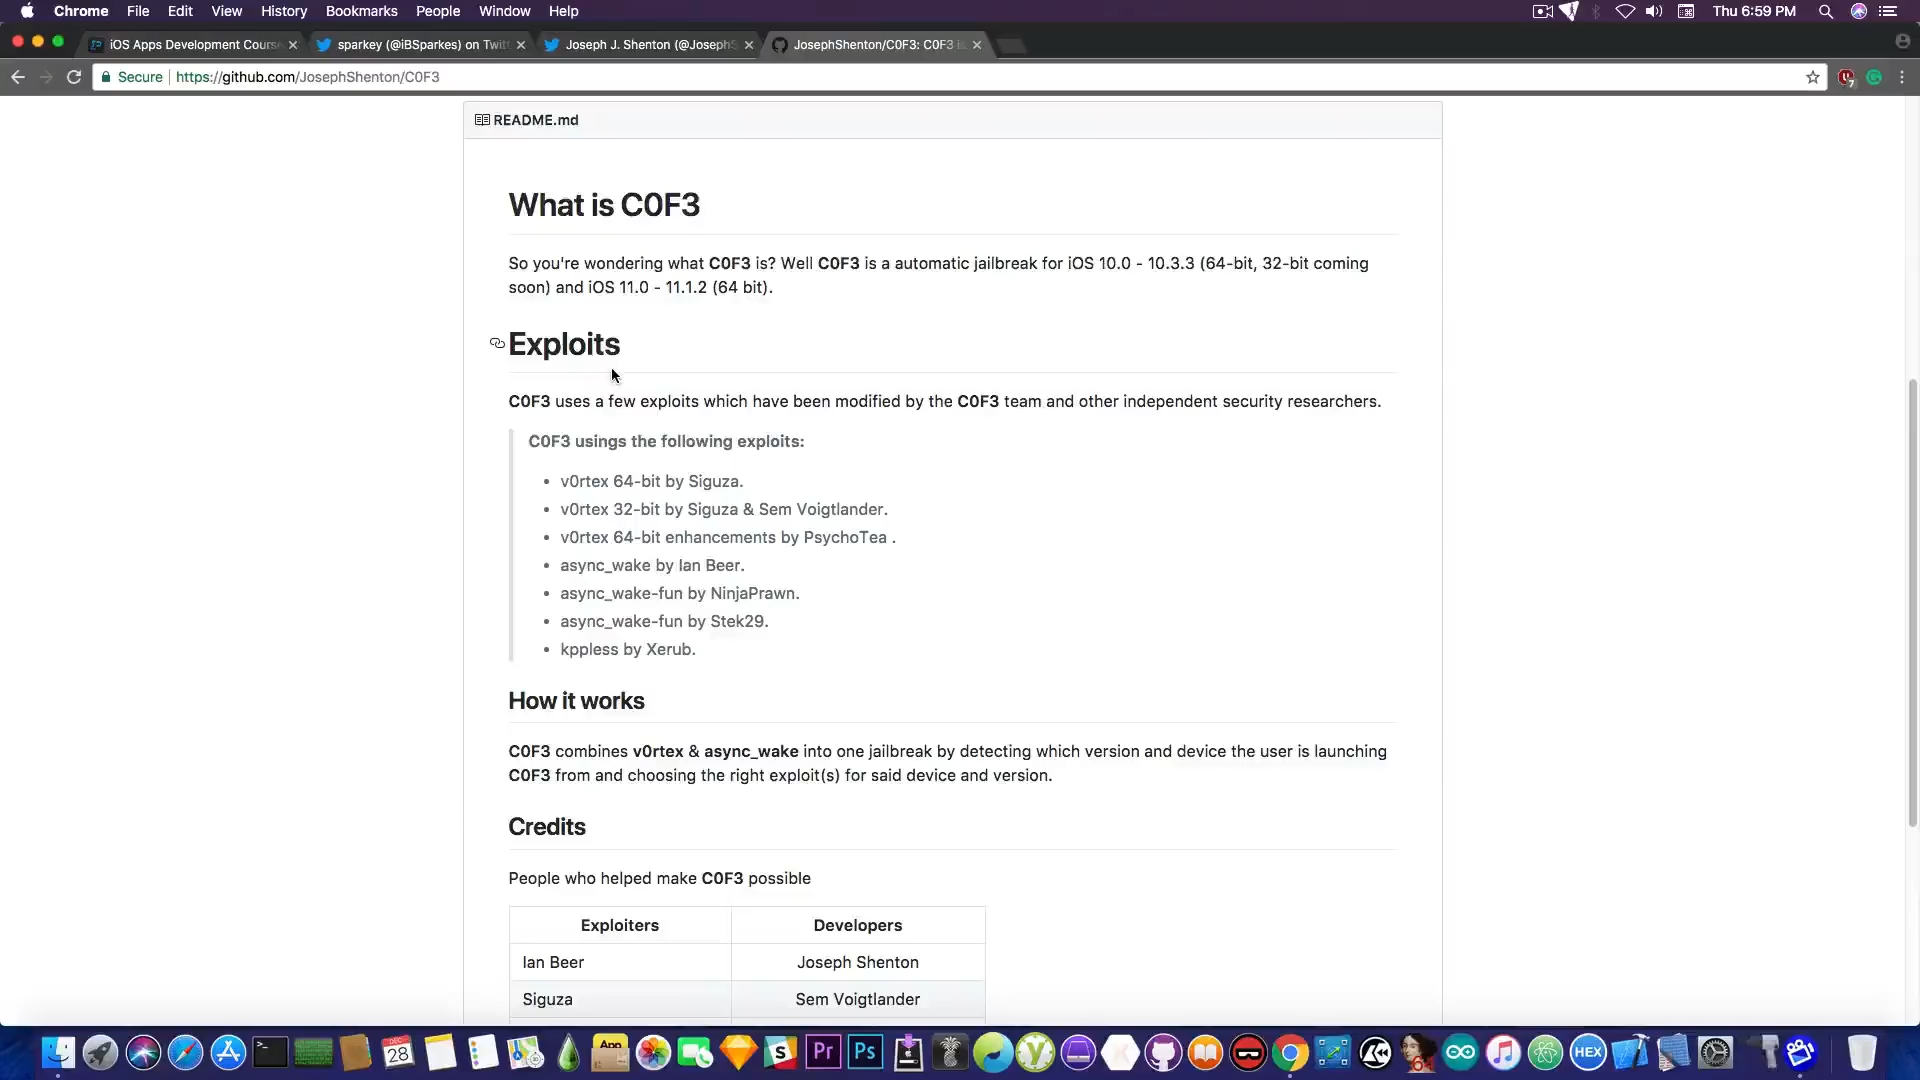 Chrome File Edit View History Bookmarks People Window Help Thu 6:59 PM
iOS Apps Development Course
sparkey (@iBSparkes) on Twitt
Joseph J. Shenton (@JosephS
JosephShenton/C0F3: C0F3 is
Secure https://github.com/JosephShenton/C0F3
README.md
What is C0F3
So you're wondering what C0F3 is? Well C0F3 is a automatic jailbreak for iOS 10.0 - 10.3.3 (64-bit, 32-bit coming
soon) and iOS 11.0 - 11.1.2 (64 bit).
Exploits
C0F3 uses a few exploits which have been modified by the C0F3 team and other independent security researchers.
C0F3 usings the following exploits:
• v0rtex 64-bit by Siguza.
• v0rtex 32-bit by Siguza & Sem Voigtlander.
• v0rtex 64-bit enhancements by PsychoTea .
• async_wake by Ian Beer.
• async_wake-fun by NinjaPrawn.
• async_wake-fun by Stek29.
• kppless by Xerub.
How it works
C0F3 combines v0rtex & async_wake into one jailbreak by detecting which version and device the user is launching
C0F3 from and choosing the right exploit(s) for said device and version.
Credits
People who helped make C0F3 possible
Exploiters Developers
Ian Beer Joseph Shenton
Siguza Sem Voigtlander
DEC 28 App S Pr Ps HEX